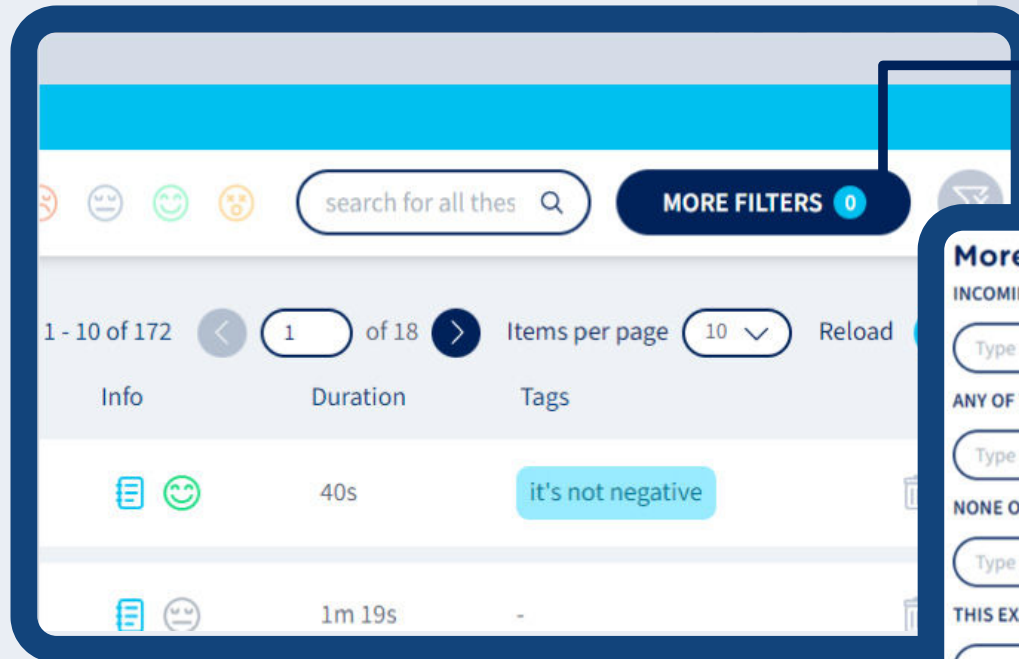 search for all thes
MORE FILTERS 0
1 - 10 of 172
1
of 18
Items per page
10
Reload
Info
Duration
Tags
40s
it's not negative
1m 19s
-
More
INCOMI
Type
ANY OF
Type
NONE O
Type
THIS EX